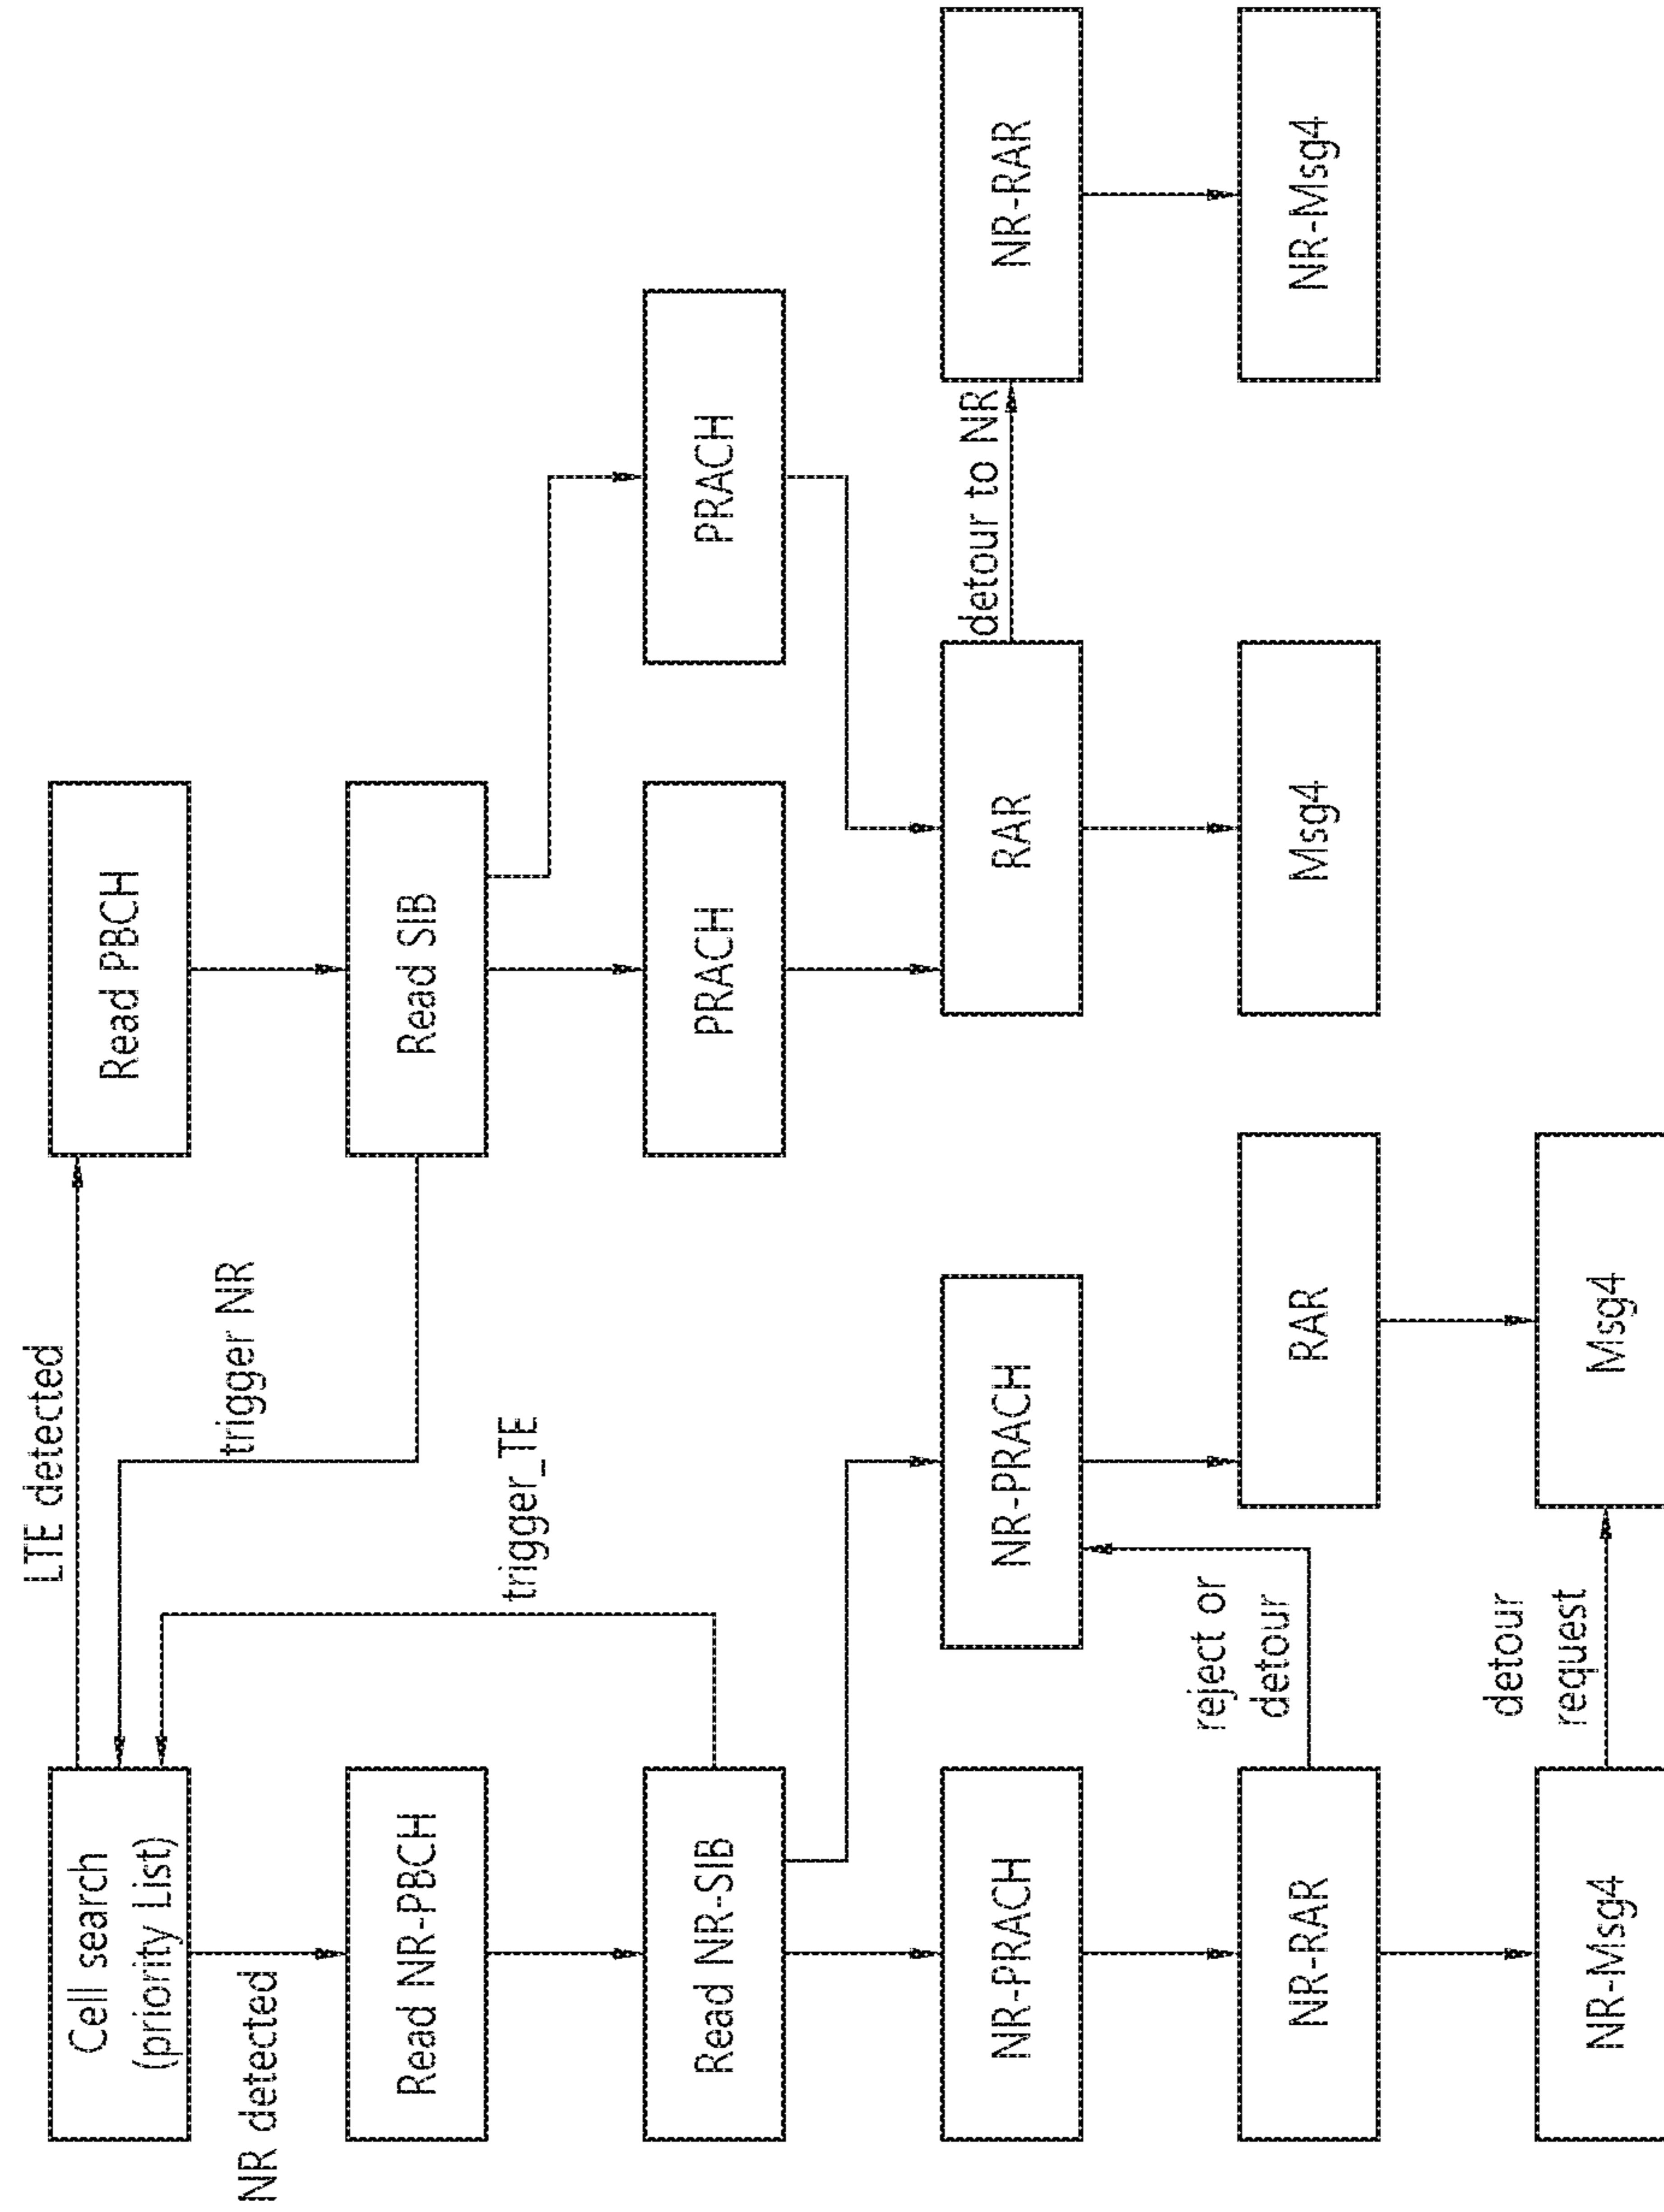 LTE detected
Cell search
(priority List)
Read PBCH
NR detected
trigger NR
Read NR-PBCH
Read SIB
trigger_TE
Read NR-SIB
PRACH
PRACH
detour to NR
NR-PRACH
NR-PRACH
RAR
NR-RAR
reject or
detour
NR-RAR
RAR
Msg4
NR-Msg4
detour
request
NR-Msg4
Msg4